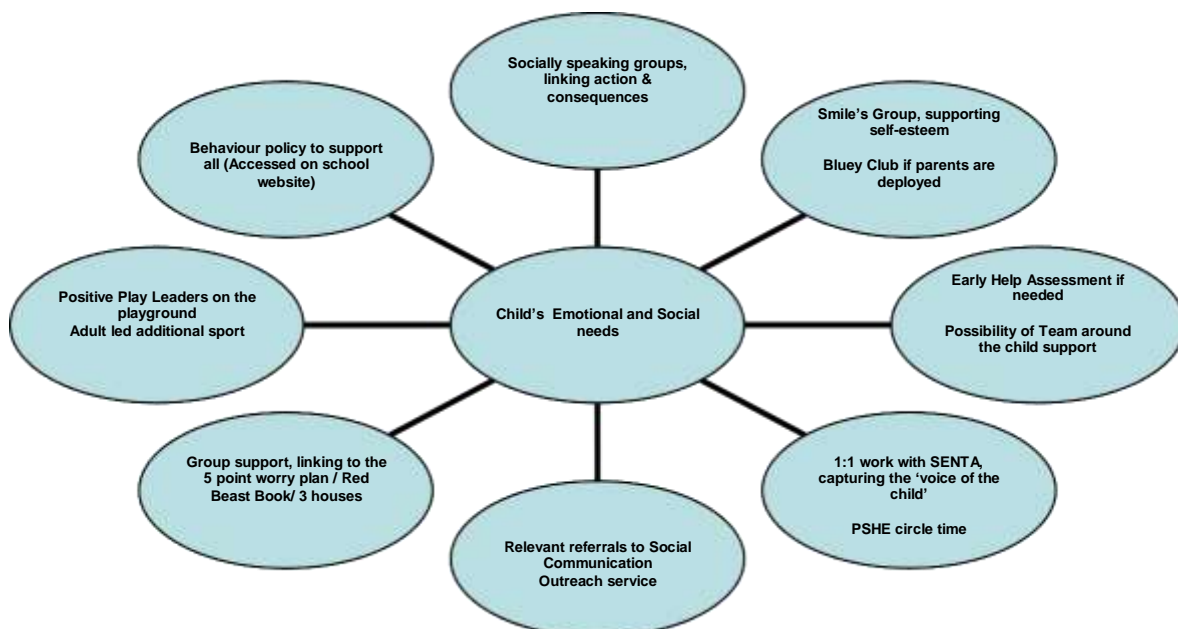 Socially speaking groups,
linking action &
consequences
Smile's Group, supporting
self-esteem
Bluey Club if parents are
deployed
Behaviour policy to support
all (Accessed on school
website)
Positive Play Leaders on the
playground
Adult led additional sport
Child's Emotional and Social
needs
Early Help Assessment if
needed
Possibility of Team around
the child support
Group support, linking to the
5 point worry plan / Red
Beast Book/ 3 houses
1:1 work with SENTA,
capturing the 'voice of the
child'
PSHE circle time
Relevant referrals to Social
Communication
Outreach service